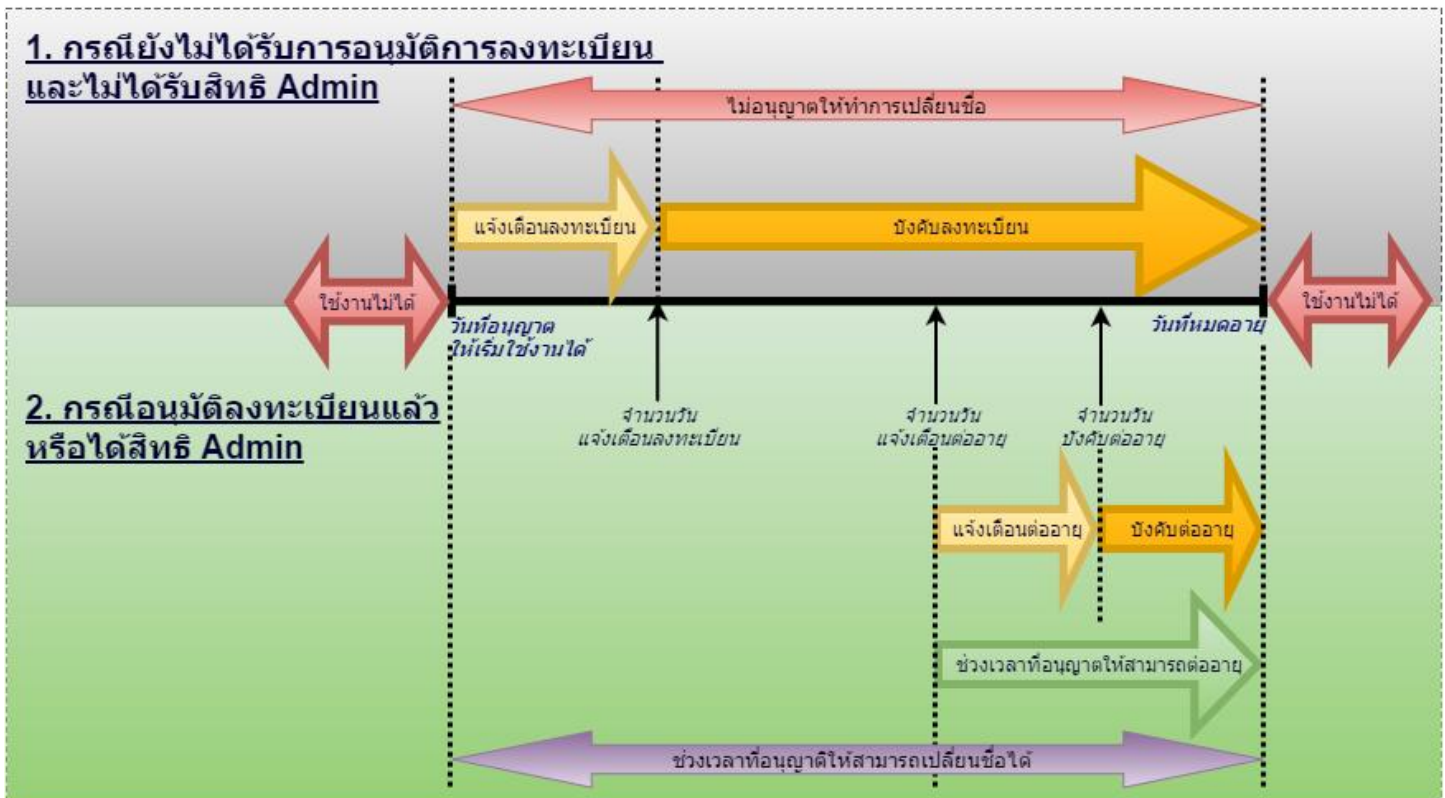 1. กรณียังไม่ได้รับการอนุมัติการลงทะเบียน
และไม่ได้รับสิทธิ Admin
ไม่อนุญาตให้ทำการเปลี่ยนชื่อ
แจ้งเตือนลงทะเบียน
บังคับลงทะเบียน
ใช้งานไม่ได้
ใช้งานไม่ได้
วันที่อนุญาต
ให้เริ่มใช้งานได้
วันที่หมดอายุ
2. กรณีอนุมัติลงทะเบียนแล้ว
หรือได้สิทธิ Admin
จำนวนวัน
แจ้งเตือนลงทะเบียน
จำนวนวัน
แจ้งเตือนต่ออายุ
จำนวนวัน
บังคับต่ออายุ
แจ้งเตือนต่ออายุ
บังคับต่ออายุ
ช่วงเวลาที่อนุญาตให้สามารถต่ออายุ
ช่วงเวลาที่อนุญาติให้สามารถเปลี่ยนชื่อได้